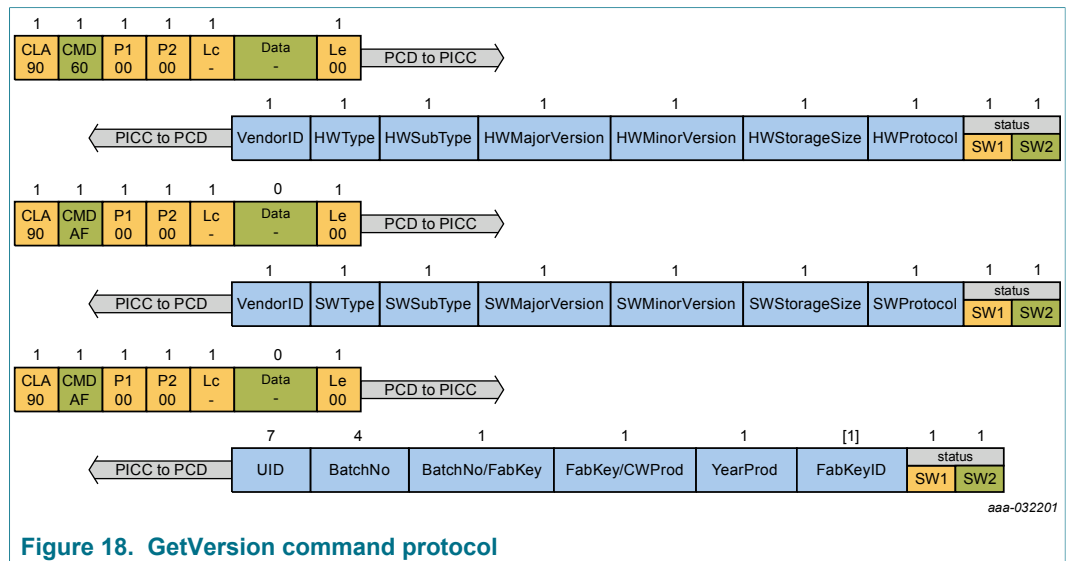 1 1 1 1 1 1
CLA CMD P1 P2 Lc Data Le
90 60 00 00 - - 00
PCD to PICC
1 1 1 1 1 1 1 1 1
PICC to PCD VendorID HWType HWSubType HWMajorVersion HWMinorVersion HWStorageSize HWProtocol status
SW1 SW2
1 1 1 1 1 0 1
CLA CMD P1 P2 Lc Data Le
90 AF 00 00 - - 00
PCD to PICC
1 1 1 1 1 1 1 1 1
PICC to PCD VendorID SWType SWSubType SWMajorVersion SWMinorVersion SWStorageSize SWProtocol status
SW1 SW2
1 1 1 1 1 0 1
CLA CMD P1 P2 Lc Data Le
90 AF 00 00 - - 00
PCD to PICC
7 4 1 1 1 [1] 1 1
PICC to PCD UID BatchNo BatchNo/FabKey FabKey/CWProd YearProd FabKeyID status
SW1 SW2
aaa-032201
Figure 18. GetVersion command protocol